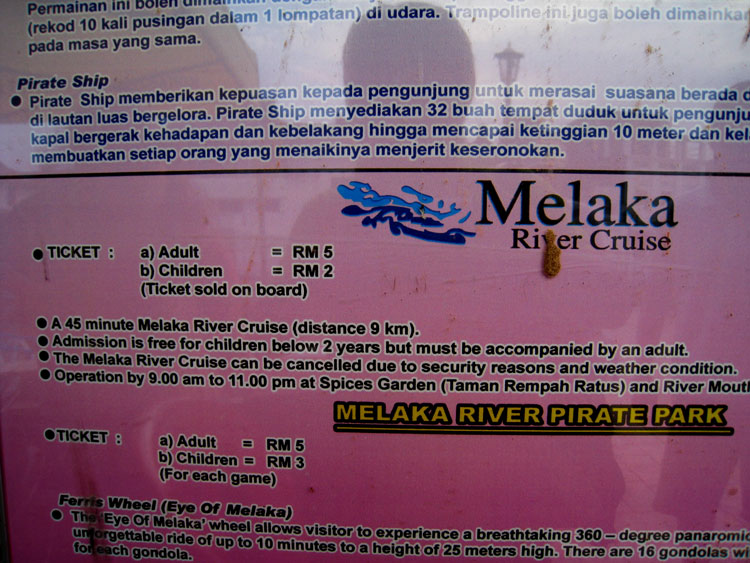 Permainan ini boleh dimainkan
(rekod 10 kali pusingan dalam 1 lompatan) di udara. Trampoline ini juga boleh dimainkan
pada masa yang sama.
Pirate Ship
● Pirate Ship memberikan kepuasan kepada pengunjung untuk merasai suasana berada d
di lautan luas bergelora. Pirate Ship menyediakan 32 buah tempat duduk untuk pengunju
kapal bergerak kehadapan dan kebelakang hingga mencapai ketinggian 10 meter dan kel
membuatkan setiap orang yang menaikinya menjerit keseronokan.
Melaka
River Cruise
● TICKET : a) Adult = RM 5
b) Children = RM 2
(Ticket sold on board)
● A 45 minute Melaka River Cruise (distance 9 km).
● Admission is free for children below 2 years but must be accompanied by an adult.
● The Melaka River Cruise can be cancelled due to security reasons and weather condition.
● Operation by 9.00 am to 11.00 pm at Spices Garden (Taman Rempah Ratus) and River Mout
MELAKA RIVER PIRATE PARK
● TICKET : a) Adult = RM 5
b) Children = RM 3
(For each game)
Ferris Wheel (Eye Of Melaka)
● The 'Eye Of Melaka' wheel allows visitor to experience a breathtaking 360 – degree panaromic
unforgettable ride of up to 10 minutes to a height of 25 meters high. There are 16 gondolas wi
for each gondola.